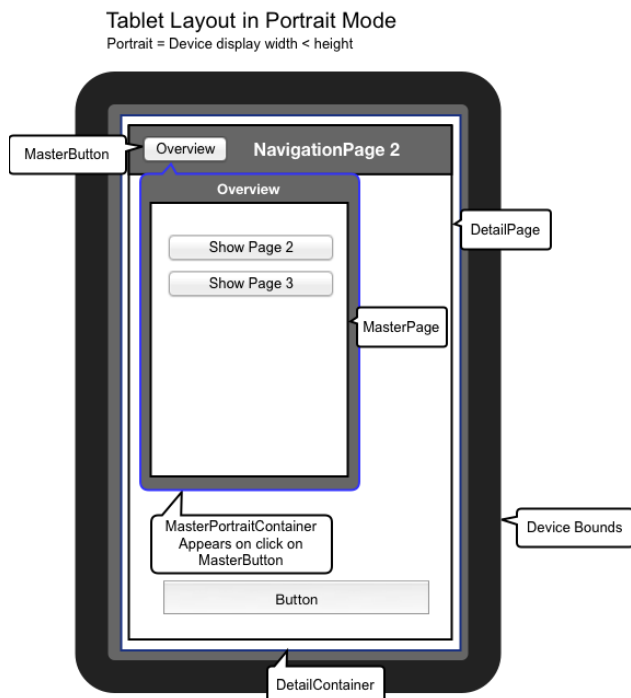 Tablet Layout in Portrait Mode
Portrait = Device display width < height
MasterButton
Overview
NavigationPage 2
Overview
DetailPage
Show Page 2
Show Page 3
MasterPage
MasterPortraitContainer
Appears on click on
MasterButton
Device Bounds
Button
DetailContainer